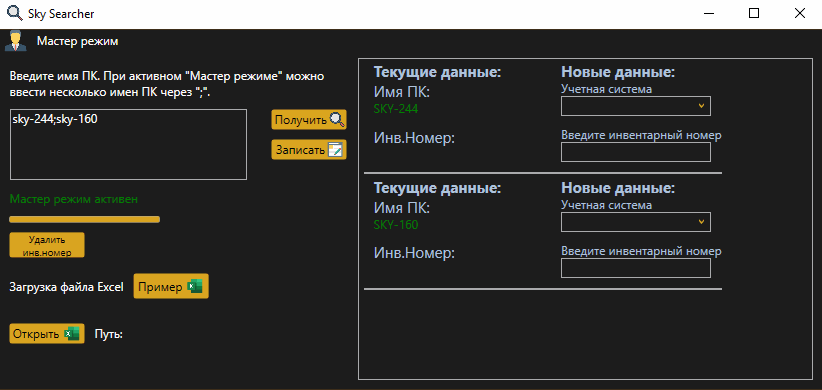 Sky Searcher
Мастер режим
Введите имя ПК. При активном "Мастер режиме" можно
ввести несколько имен ПК через ";".
sky-244;sky-160
Получить
Записать
Мастер режим активен
Удалить
инв.номер
Загрузка файла Excel
Пример
Открыть
Путь:
Текущие данные:
Новые данные:
Имя ПК:
Учетная система
SKY-244
Инв.Номер:
Введите инвентарный номер
Текущие данные:
Новые данные:
Имя ПК:
Учетная система
SKY-160
Инв.Номер:
Введите инвентарный номер